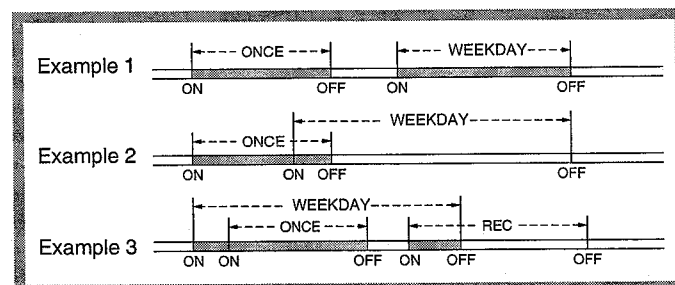 ONCE WEEKDAY
Example 1
ON OFF ON OFF
WEEKDAY
ONCE
Example 2
ON ON OFF OFF
WEEKDAY
ONCE REC
Example 3
ON ON OFF ON OFF OFF